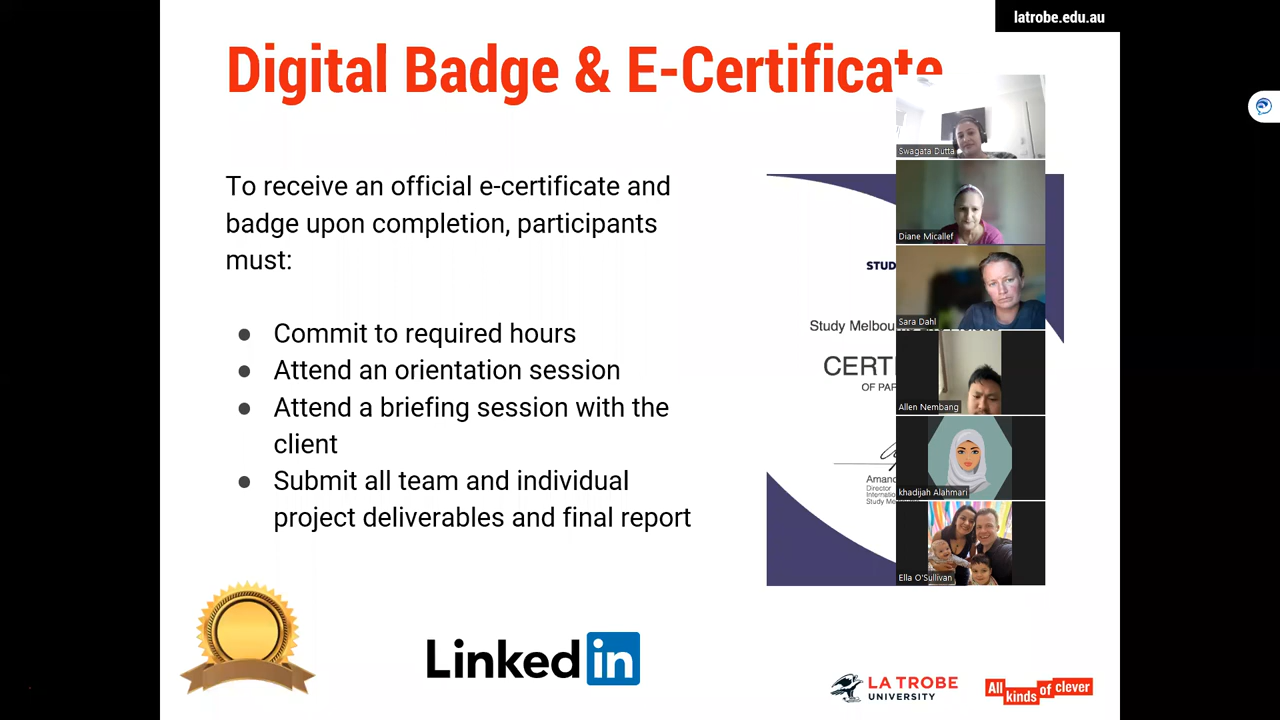 latrobe.edu.au
Digital Badge & E-Certificate
To receive an official e-certificate and
badge upon completion, participants
must:
● Commit to required hours
● Attend an orientation session
● Attend a briefing session with the
client
● Submit all team and individual
project deliverables and final report
STUD
Study Melbou
CERT
OF PAR
Aman
Director
Internatio
Study Me
Swagata Dutta
Diane Micallef
Sara Dahl
Allen Nembang
khadijah Alahmari
Ella O'Sullivan
Linked in
LA TROBE
UNIVERSITY
All kinds of clever